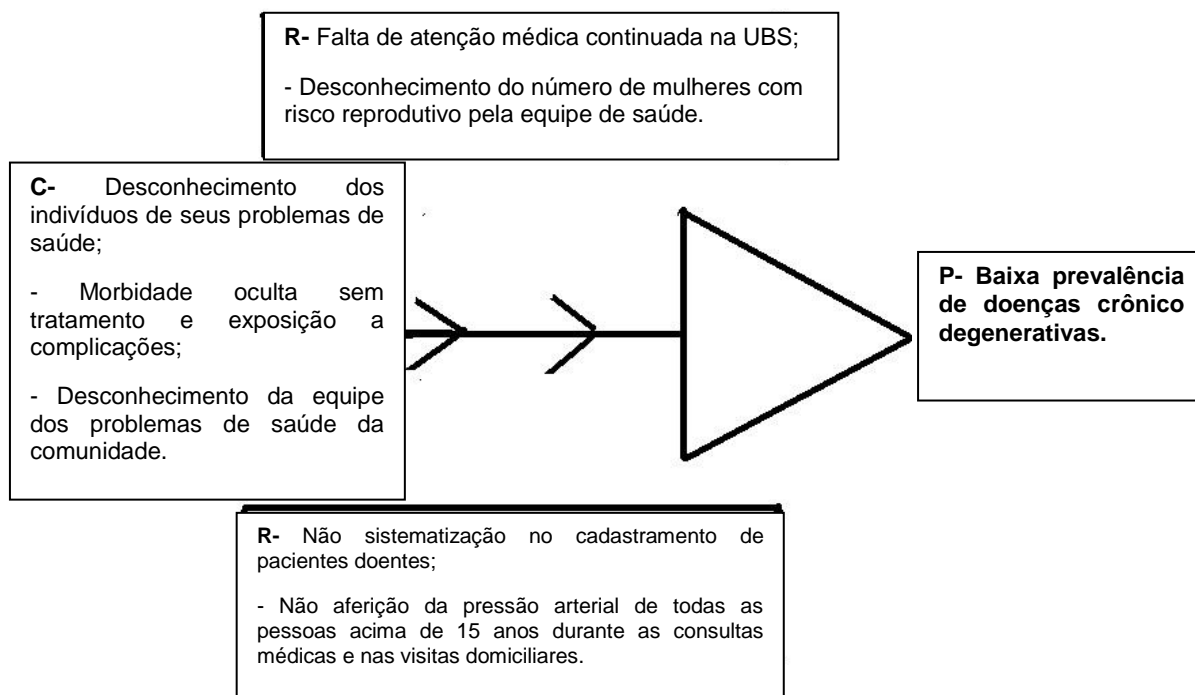 R- Falta de atenção médica continuada na UBS;
- Desconhecimento do número de mulheres com
risco reprodutivo pela equipe de saúde.
C- Desconhecimento dos
indivíduos de seus problemas de
saúde;
- Morbidade oculta sem
tratamento e exposição a
complicações;
- Desconhecimento da equipe
dos problemas de saúde da
comunidade.
P- Baixa prevalência
de doenças crônico
degenerativas.
R- Não sistematização no cadastramento de
pacientes doentes;
- Não aferição da pressão arterial de todas as
pessoas acima de 15 anos durante as consultas
médicas e nas visitas domiciliares.